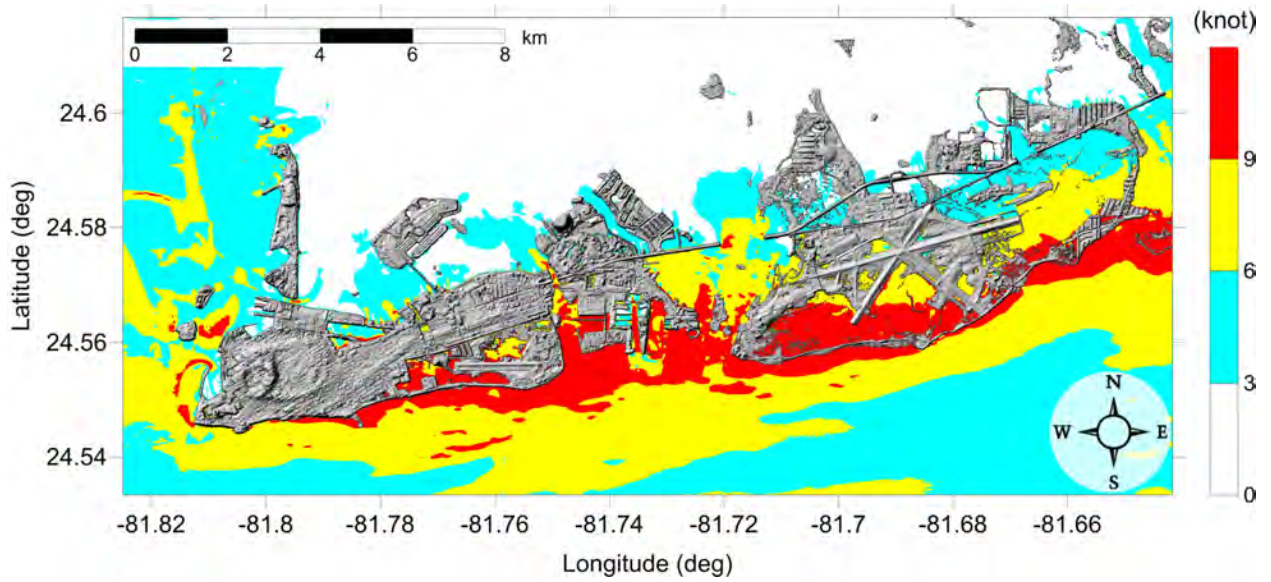 (knot)
0 2 4 6 8 km
24.6
24.58
24.56
24.54
Latitude (deg)
9
6
3
0
N
W E
S
-81.82 -81.8 -81.78 -81.76 -81.74 -81.72 -81.7 -81.68 -81.66
Longitude (deg)